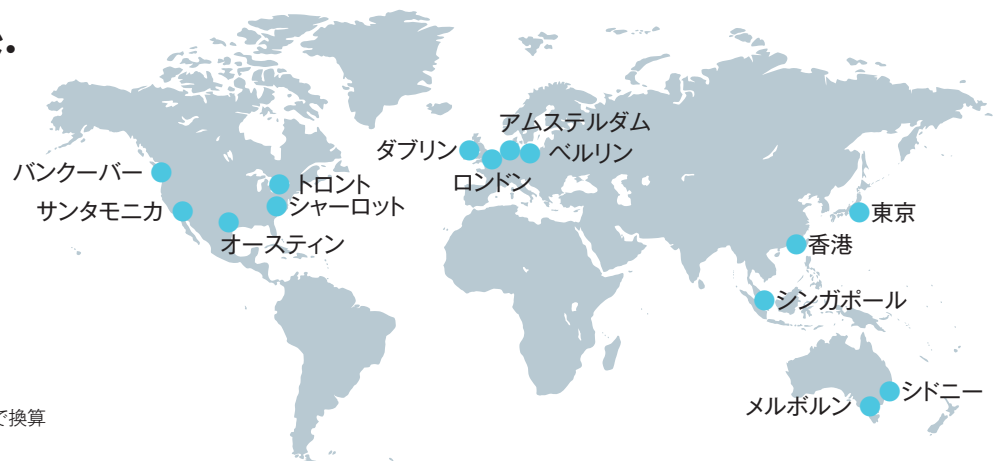 アムステルダム
ダブリン
ベルリン
バンクーバー
ロンドン
トロント
サンタモニカ
シャーロット
東京
オースティン
香港
シンガポール
シドニー
メルボルン
で換算